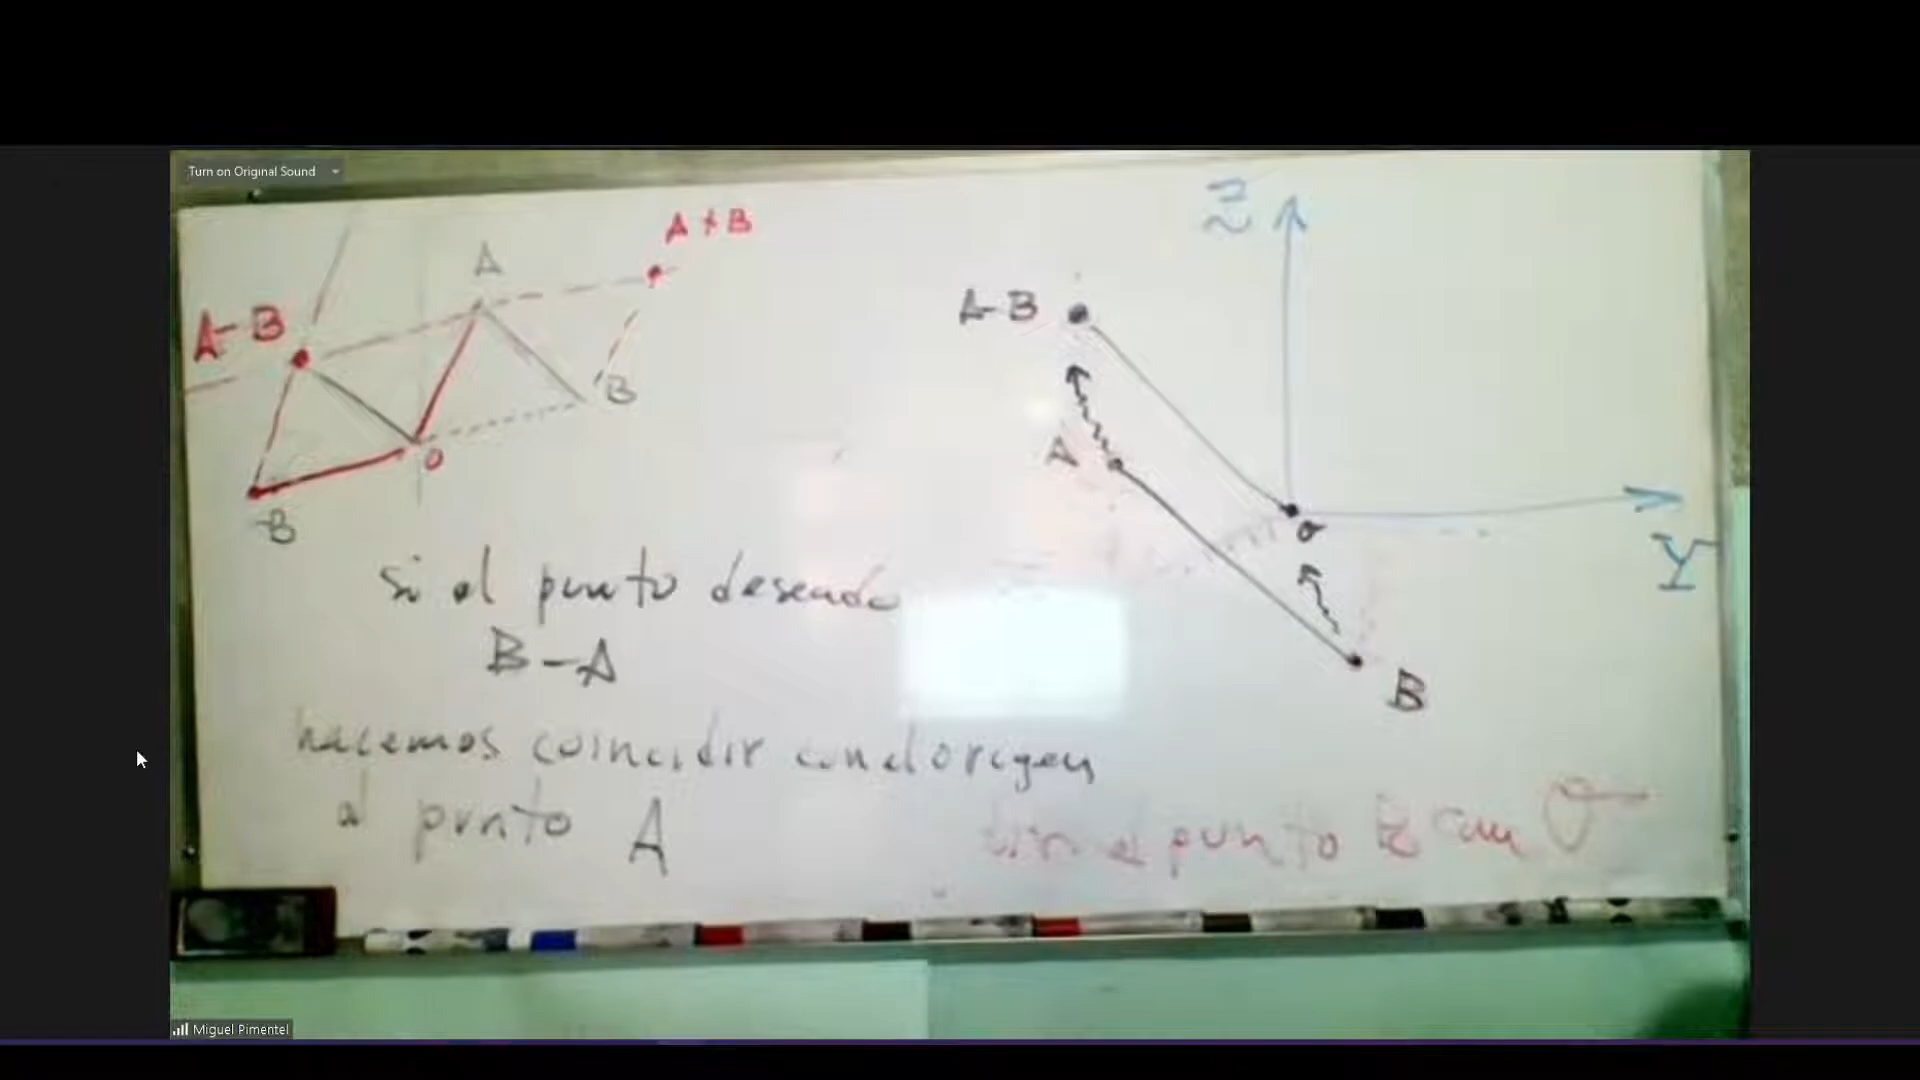 Turn on Original Sound
A + B
A
A-B
B
O
-B
si el punto deseado
B-A
hacemos coincidir con el origen
al punto A
Z
A-B
A
O
Y
B
el punto B con O
Miguel Pimentel